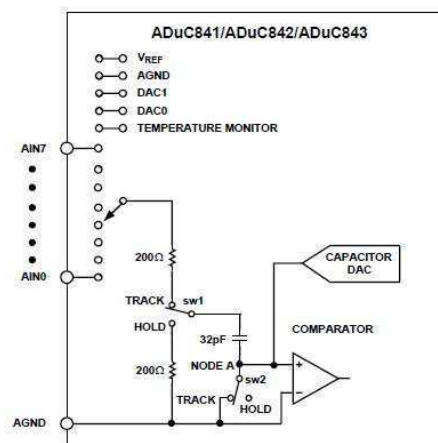 ADuC841/ADuC842/ADuC843
VREF
AGND
DAC1
DAC0
TEMPERATURE MONITOR
AIN7
AIN0
200Ω
CAPACITOR
DAC
TRACK
sw1
HOLD
32pF
COMPARATOR
200Ω
NODE A
+
−
sw2
TRACK
HOLD
AGND